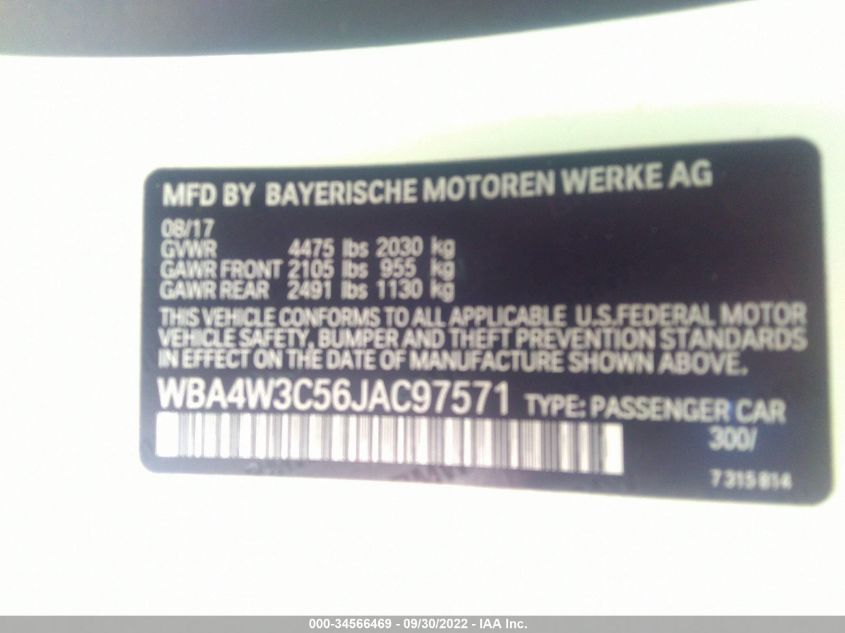 MFD BY BAYERISCHE MOTOREN WERKE AG
08/17
GVWR 4475 lbs 2030 kg
GAWR FRONT 2105 lbs 955 kg
GAWR REAR 2491 lbs 1130 kg
THIS VEHICLE CONFORMS TO ALL APPLICABLE U.S.FEDERAL MOTOR
VEHICLE SAFETY, BUMPER AND THEFT PREVENTION STANDARDS
IN EFFECT ON THE DATE OF MANUFACTURE SHOWN ABOVE.
WBA4W3C56JAC97571 TYPE: PASSENGER CAR
300/
7 315 814
000-34566469 - 09/30/2022 - IAA Inc.